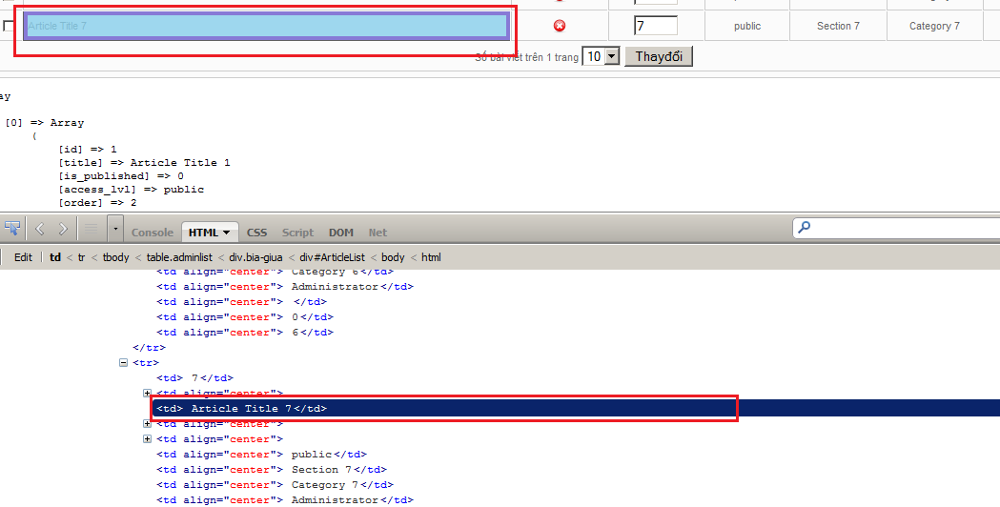 Article Title 7 7 public Section 7 Category 7
Số bài viết trên 1 trang 10 Thayđổi
ay
[0] => Array
(
[id] => 1
[title] => Article Title 1
[is_published] => 0
[access_lvl] => public
[order] => 2
Console HTML CSS Script DOM Net
Edit td < tr < tbody < table.adminlist < div.bia-giua < div#ArticleList < body < html
<td align="center"> Category 6</td>
<td align="center"> Administrator</td>
<td align="center"> </td>
<td align="center"> 0</td>
<td align="center"> 6</td>
</tr>
<tr>
<td> 7</td>
<td align="center">
<td> Article Title 7</td>
<td align="center">
<td align="center">
<td align="center"> public</td>
<td align="center"> Section 7</td>
<td align="center"> Category 7</td>
<td align="center"> Administrator</td>